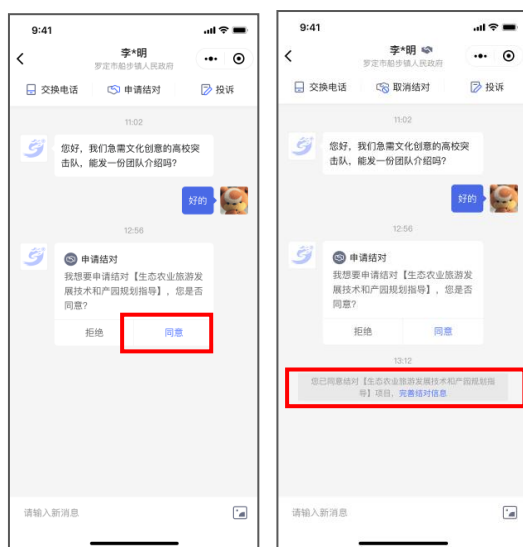 9:41
李*明
罗定市船步镇人民政府
交换电话
申请结对
投诉
11:02
您好，我们急需文化创意的高校突
击队，能发一份团队介绍吗？
好的
12:56
申请结对
我想要申请结对【生态农业旅游发
展技术和产园规划指导】，您是否
同意？
拒绝
同意
请输入新消息
9:41
李*明
罗定市船步镇人民政府
交换电话
取消结对
投诉
11:02
您好，我们急需文化创意的高校突
击队，能发一份团队介绍吗？
好的
12:56
申请结对
我想要申请结对【生态农业旅游发
展技术和产园规划指导】，您是否
同意？
拒绝
同意
13:12
您已同意结对【生态农业旅游发展技术和产园规划指
导】项目，完善结对信息
请输入新消息